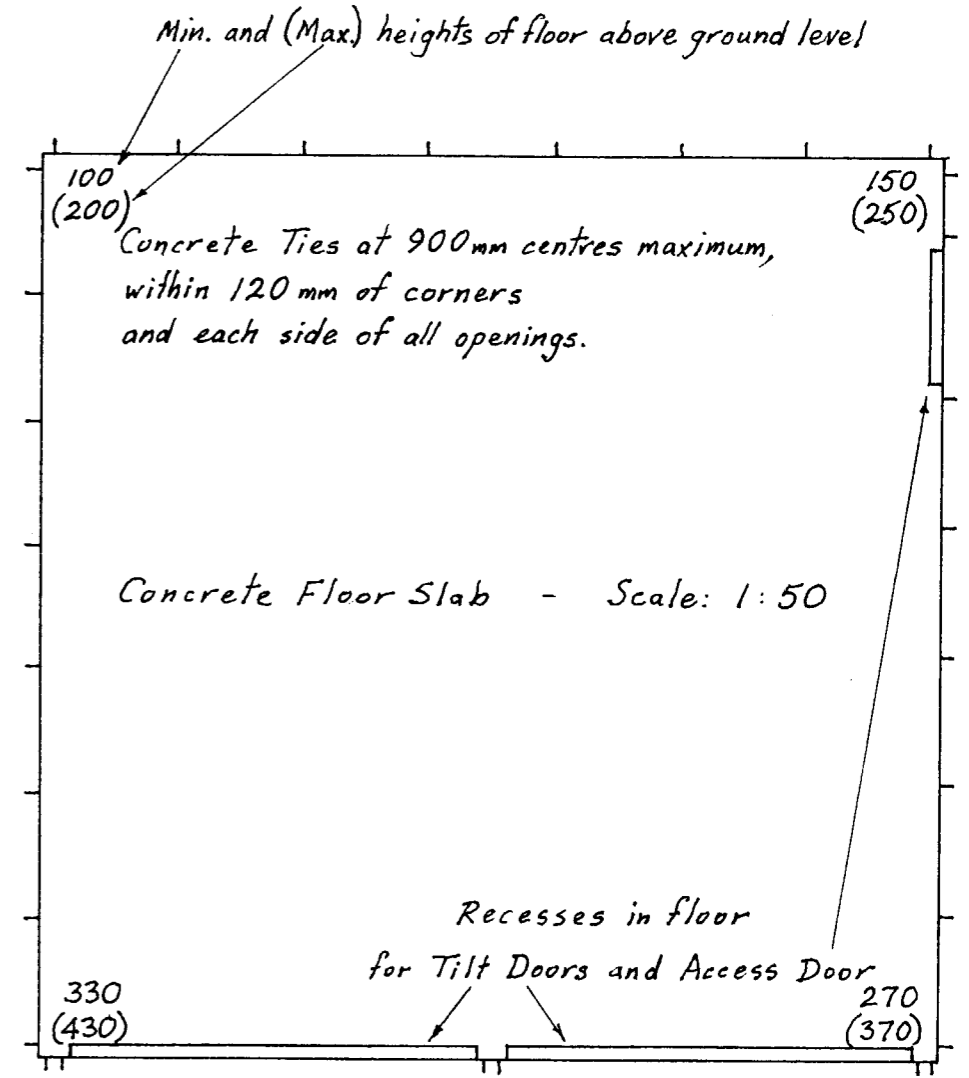 Min. and (Max.) heights of floor above ground level
100
(200)
150
(250)
Concrete Ties at 900mm centres maximum,
within 120 mm of corners
and each side of all openings.
Concrete Floor Slab - Scale: 1:50
Recesses in floor
for Tilt Doors and Access Door
330
(430)
270
(370)